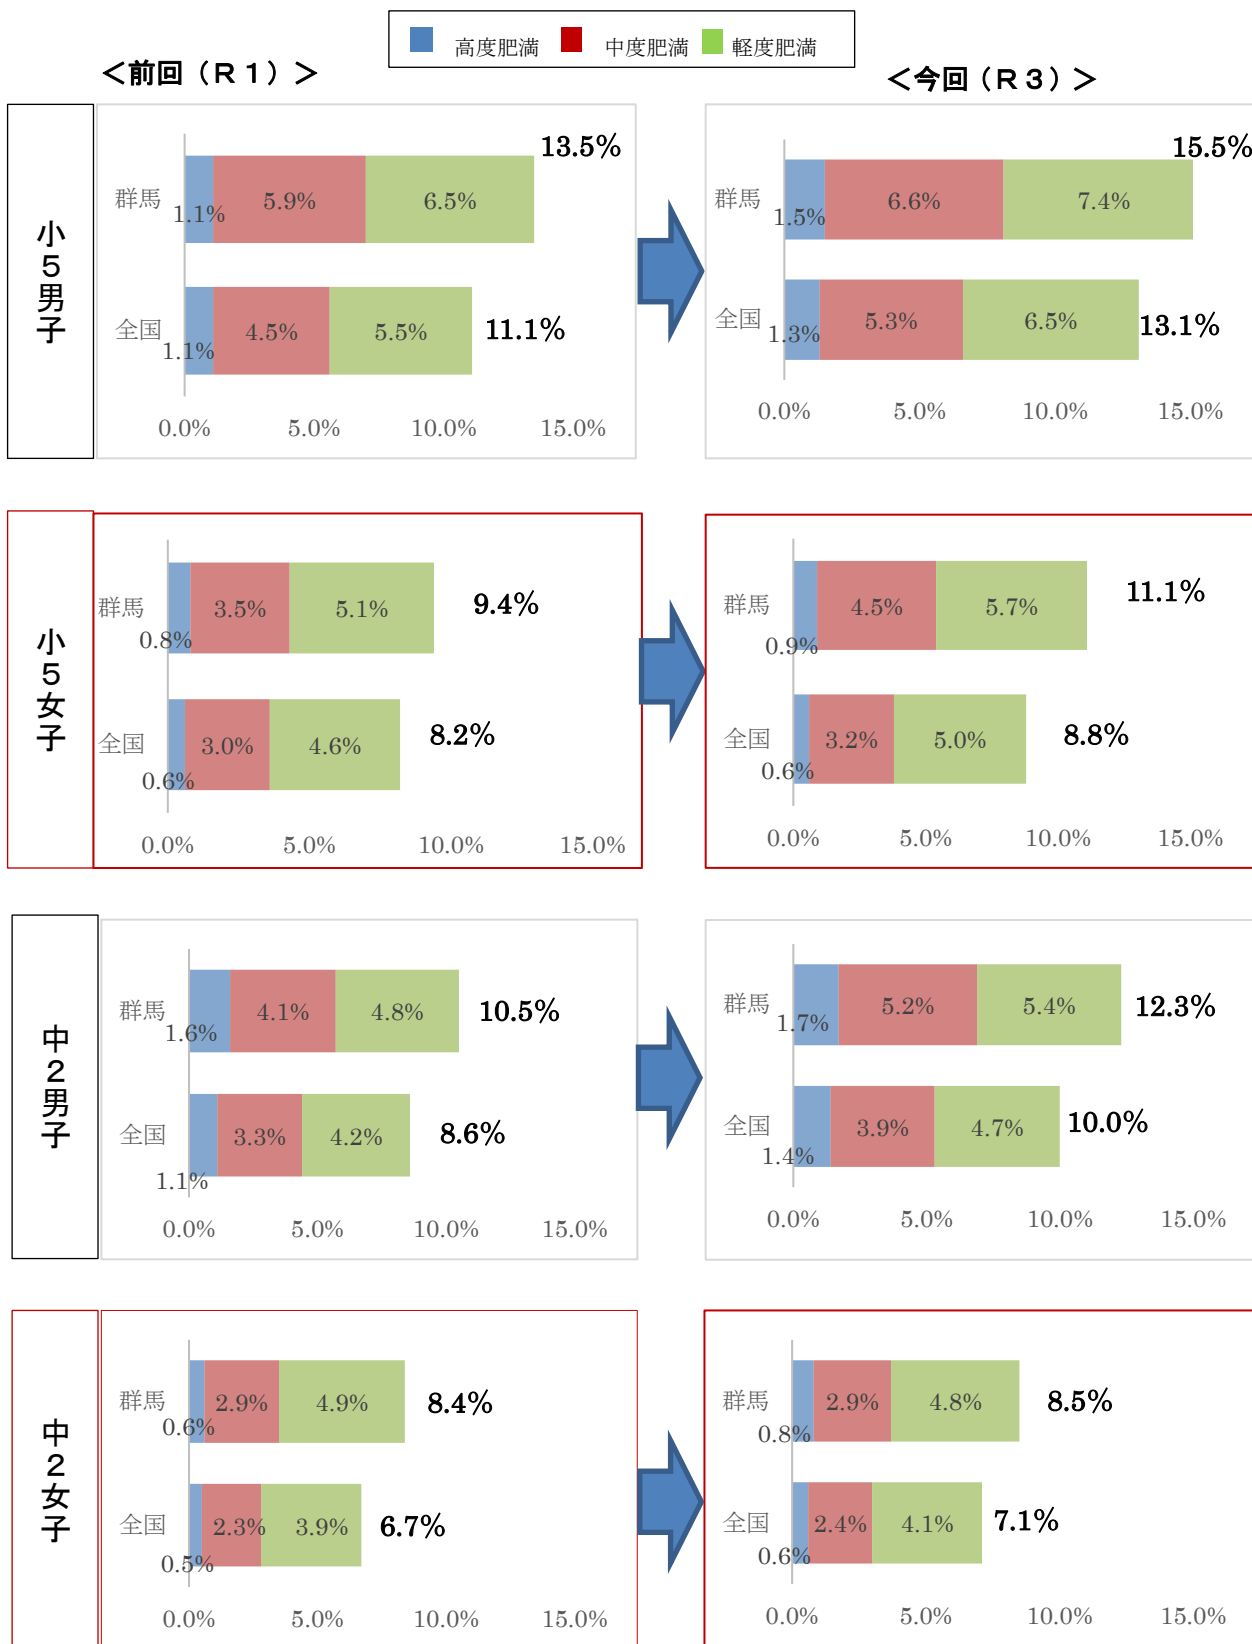 高度肥満 中度肥満 軽度肥満
＜前回（Ｒ１）＞
＜今回（Ｒ３）＞
小５男子
13.5%
群馬 1.1% 5.9% 6.5%
全国 1.1% 4.5% 5.5% 11.1%
0.0% 5.0% 10.0% 15.0%
15.5%
群馬 1.5% 6.6% 7.4%
全国 1.3% 5.3% 6.5% 13.1%
0.0% 5.0% 10.0% 15.0%
小５女子
群馬 0.8% 3.5% 5.1% 9.4%
全国 0.6% 3.0% 4.6% 8.2%
0.0% 5.0% 10.0% 15.0%
群馬 0.9% 4.5% 5.7% 11.1%
全国 0.6% 3.2% 5.0% 8.8%
0.0% 5.0% 10.0% 15.0%
中２男子
群馬 1.6% 4.1% 4.8% 10.5%
全国 1.1% 3.3% 4.2% 8.6%
0.0% 5.0% 10.0% 15.0%
群馬 1.7% 5.2% 5.4% 12.3%
全国 1.4% 3.9% 4.7% 10.0%
0.0% 5.0% 10.0% 15.0%
中２女子
群馬 0.6% 2.9% 4.9% 8.4%
全国 0.5% 2.3% 3.9% 6.7%
0.0% 5.0% 10.0% 15.0%
群馬 0.8% 2.9% 4.8% 8.5%
全国 0.6% 2.4% 4.1% 7.1%
0.0% 5.0% 10.0% 15.0%